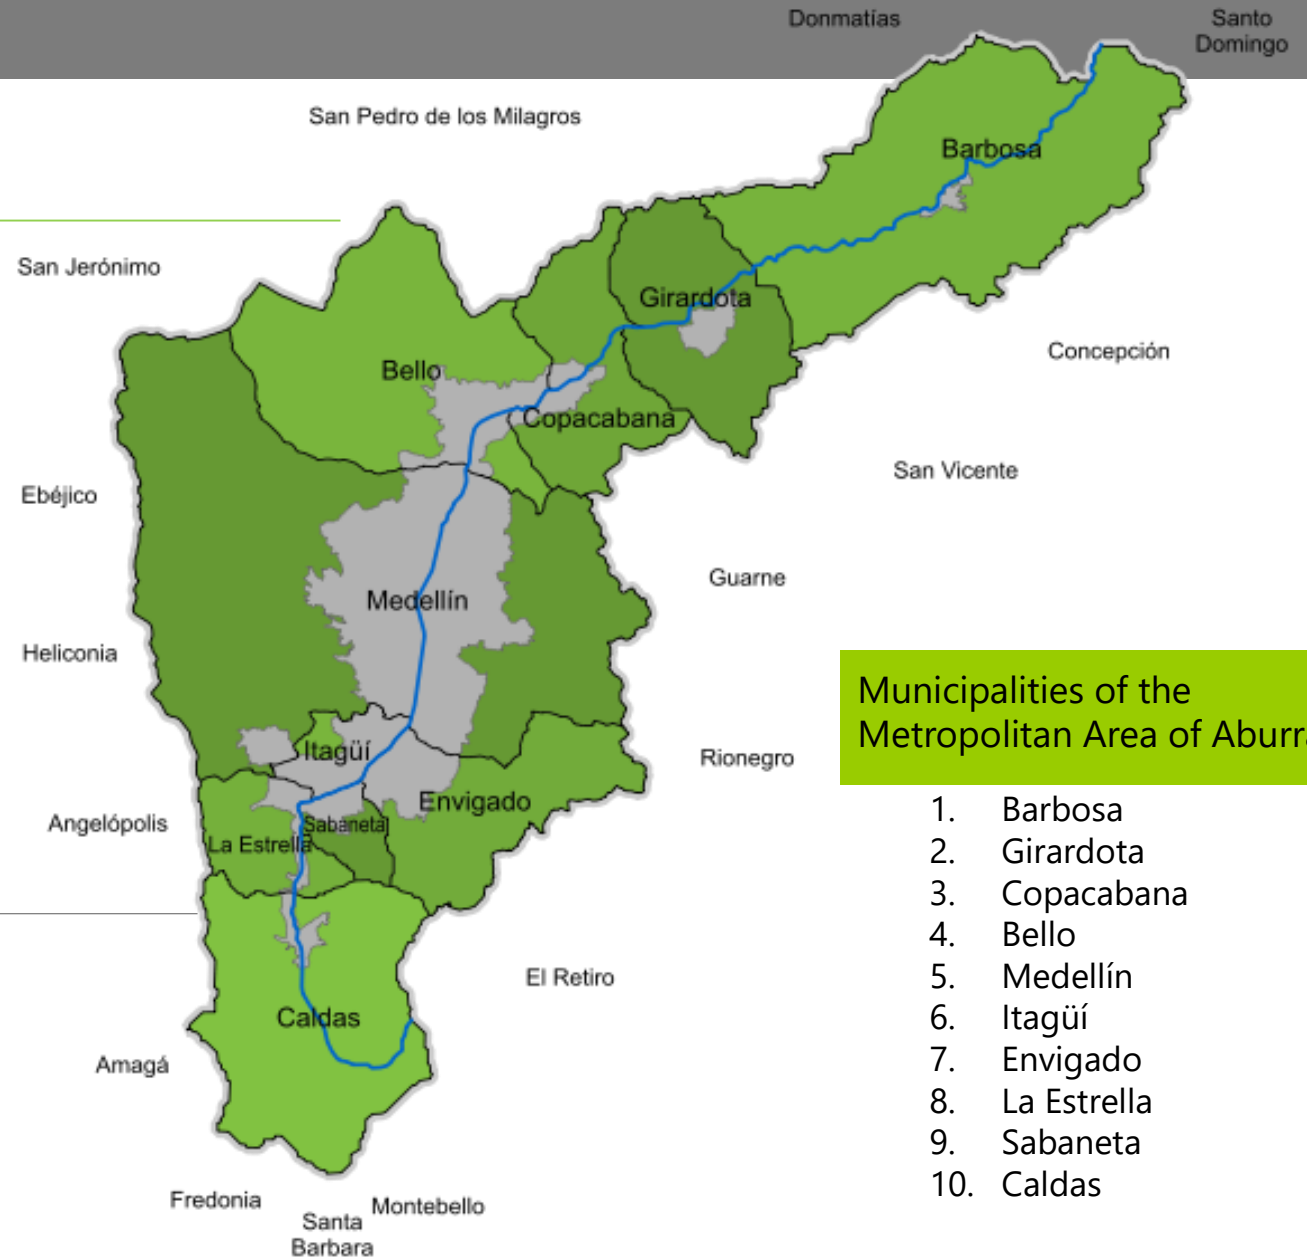 Donmatías
Santo
Domingo
San Pedro de los Milagros
Barbosa
San Jerónimo
Girardota
Concepción
Bello
Copacabana
San Vicente
Ebéjico
Guarne
Medellín
Heliconia
Municipalities of the
Metropolitan Area of
Itagüí
Rionegro
Envigado
Angelópolis
Sabaneta
La Estrella
1. Barbosa
2. Girardota
3. Copacabana
4. Bello
5. Medellín
6. Itagüí
7. Envigado
8. La Estrella
9. Sabaneta
10. Caldas
El Retiro
Caldas
Amagá
Fredonia
Montebello
Santa
Barbara